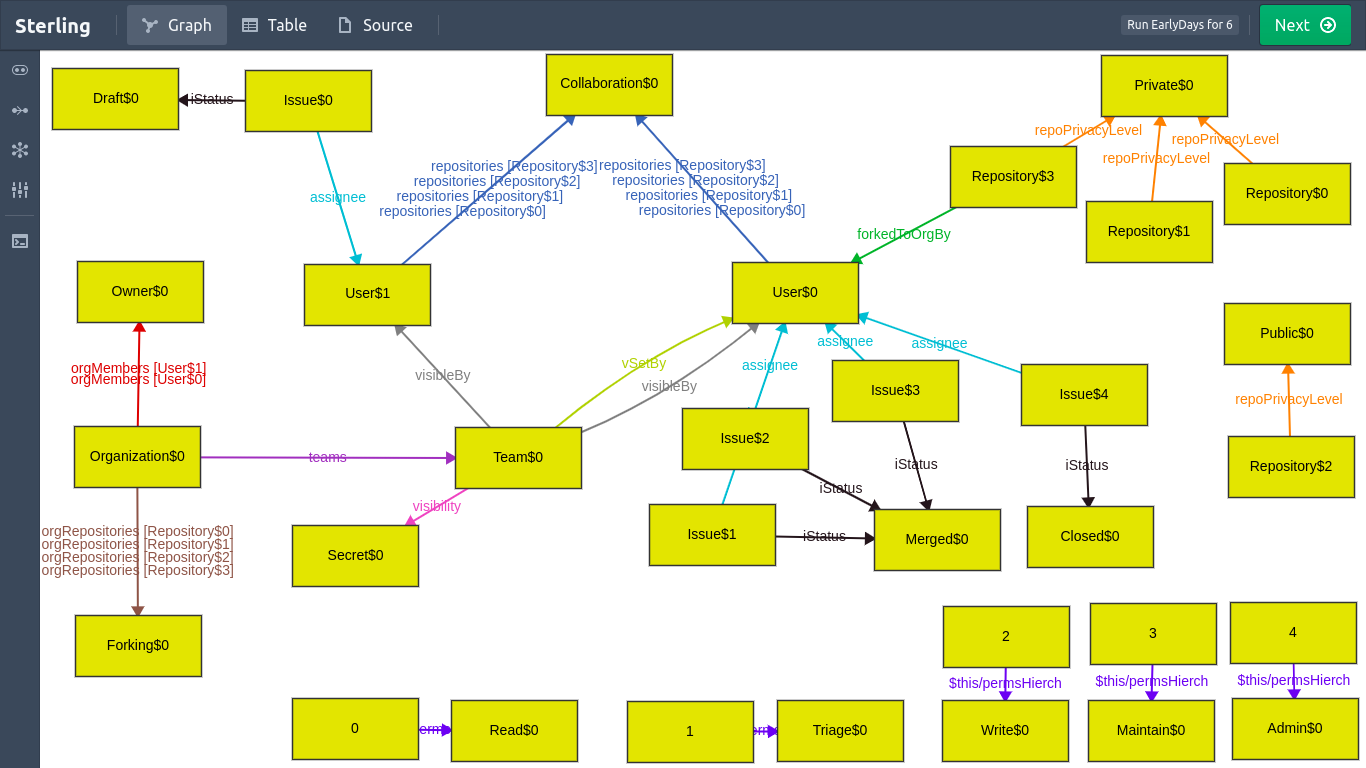 Sterling
Graph
Table
Source
Run EarlyDays for 6
Next
Draft$0
iStatus
Issue$0
Collaboration$0
Private$0
repoPrivacyLevel
repoPrivacyLevel
repoPrivacyLevel
Repository$3
Repository$0
Repository$1
assignee
repositories [Repository$3]
repositories [Repository$2]
repositories [Repository$1]
repositories [Repository$0]
repositories [Repository$3]
repositories [Repository$2]
repositories [Repository$1]
repositories [Repository$0]
forkedToOrgBy
Owner$0
User$1
User$0
Public$0
orgMembers [User$1]
orgMembers [User$0]
visibleBy
vSetBy
visibleBy
assignee
assignee
assignee
Issue$3
Issue$4
repoPrivacyLevel
Organization$0
teams
Team$0
Issue$2
iStatus
iStatus
iStatus
Repository$2
visibility
orgRepositories [Repository$0]
orgRepositories [Repository$1]
orgRepositories [Repository$2]
orgRepositories [Repository$3]
Secret$0
Issue$1
iStatus
Merged$0
Closed$0
Forking$0
2
3
4
$this/permsHierch
$this/permsHierch
$this/permsHierch
0
Read$0
1
Triage$0
Write$0
Maintain$0
Admin$0